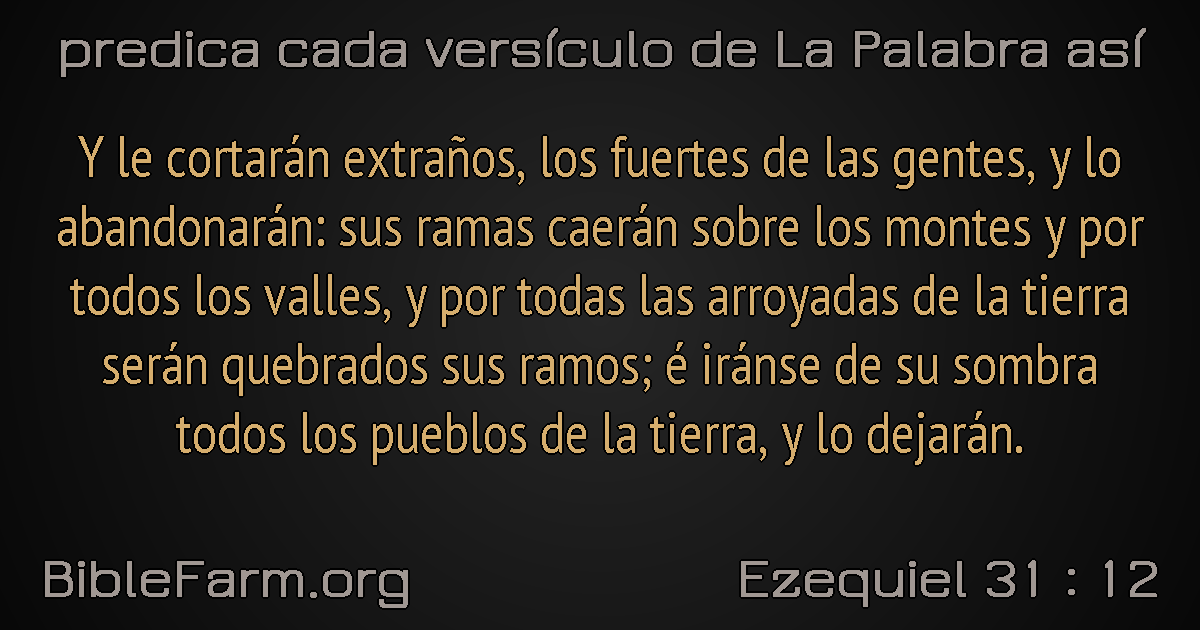 predica cada versículo de La Palabra así
Y le cortarán extraños, los fuertes de las gentes, y lo
abandonarán: sus ramas caerán sobre los montes y por
todos los valles, y por todas las arroyadas de la tierra
serán quebrados sus ramos; é iránse de su sombra
todos los pueblos de la tierra, y lo dejarán.
BibleFarm.org
Ezequiel 31 : 12